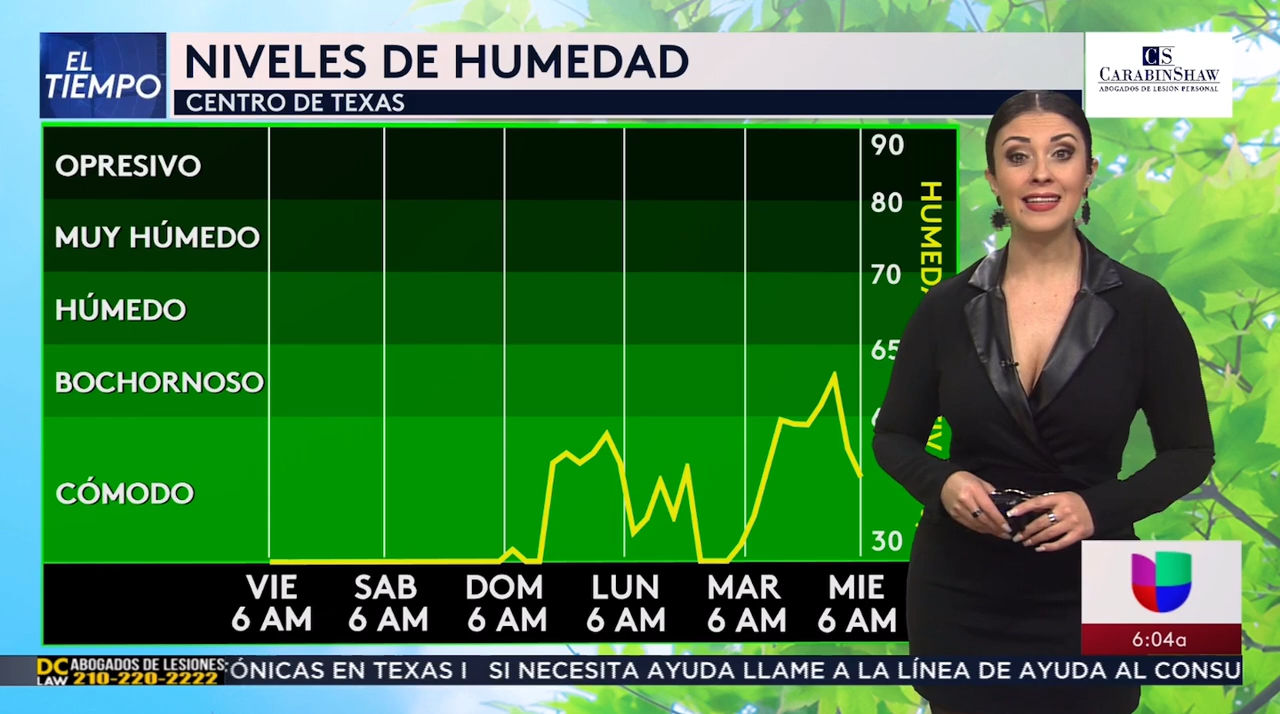 EL
TIEMPO
NIVELES DE HUMEDAD
CENTRO DE TEXAS
CS
CARABINSHAW
ABOGADOS DE LESIÓN PERSONAL
OPRESIVO
MUY HÚMEDO
HÚMEDO
BOCHORNOSO
CÓMODO
90
80
70
65
30
VIE
6 AM
SAB
6 AM
DOM
6 AM
LUN
6 AM
MAR
6 AM
MIE
6 AM
6:04a
DC LAW
ABOGADOS DE LESIONES
210-220-2222
ÓNICAS EN TEXAS | SI NECESITA AYUDA LLAME A LA LÍNEA DE AYUDA AL CONSU